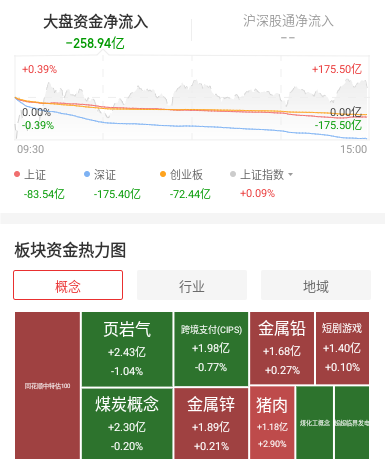 大盘资金净流入
沪深股通净流入
-258.94亿
--
+0.39%
+175.50亿
0.00%
0.00亿
-0.39%
-175.50亿
09:30
15:00
上证
深证
创业板
上证指数
-83.54亿
-175.40亿
-72.44亿
+0.09%
板块资金热力图
概念
行业
地域
同花顺中特估100
页岩气
+2.43亿
-1.04%
跨境支付(CIPS)
+1.98亿
-0.77%
金属铅
+1.68亿
+0.27%
短剧游戏
+1.40亿
+0.10%
煤炭概念
+2.30亿
-0.20%
金属锌
+1.89亿
+0.21%
猪肉
+1.18亿
+2.90%
煤化工概念